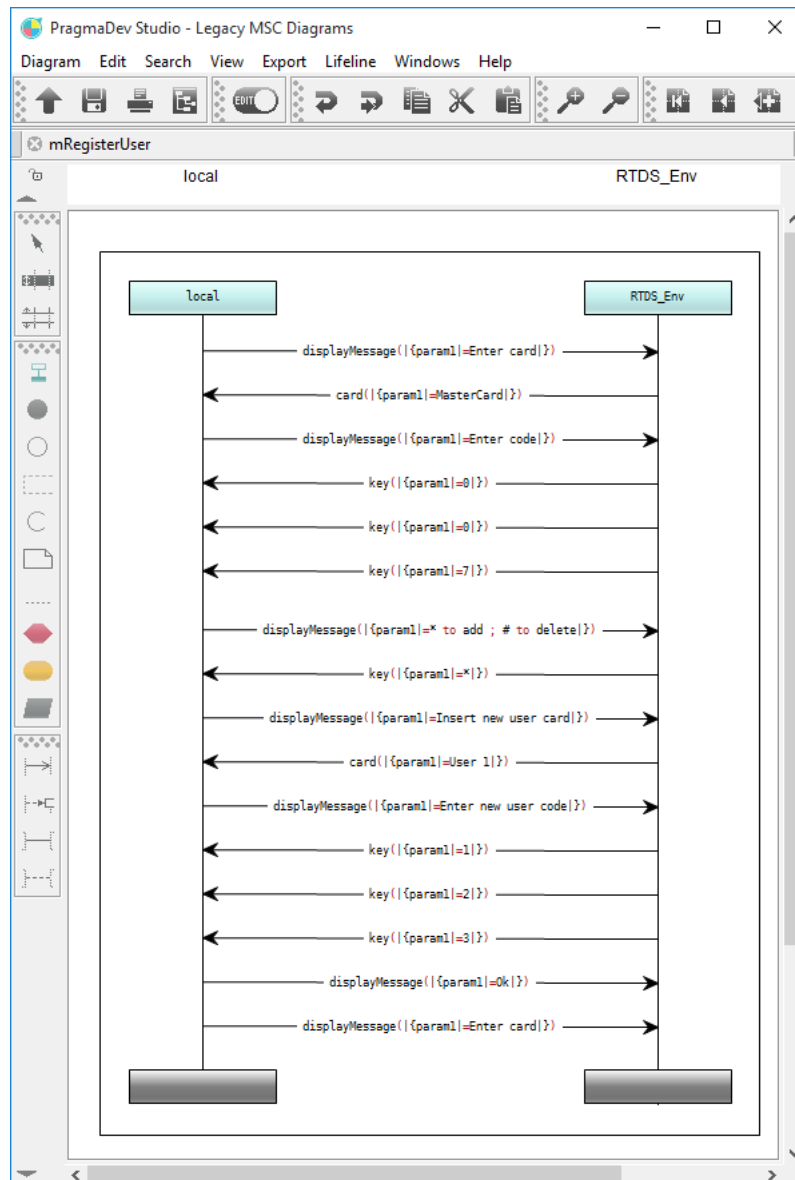 PragmaDev Studio - Legacy MSC Diagrams
Diagram Edit Search View Export Lifeline Windows Help
EDIT
mRegisterUser
local RTDS_Env
local RTDS_Env
displayMessage(|{param1|=Enter card|})
card(|{param1|=MasterCard|})
displayMessage(|{param1|=Enter code|})
key(|{param1|=0|})
key(|{param1|=0|})
key(|{param1|=7|})
displayMessage(|{param1|=* to add ; # to delete|})
key(|{param1|=*|})
displayMessage(|{param1|=Insert new user card|})
card(|{param1|=User 1|})
displayMessage(|{param1|=Enter new user code|})
key(|{param1|=1|})
key(|{param1|=2|})
key(|{param1|=3|})
displayMessage(|{param1|=Ok|})
displayMessage(|{param1|=Enter card|})